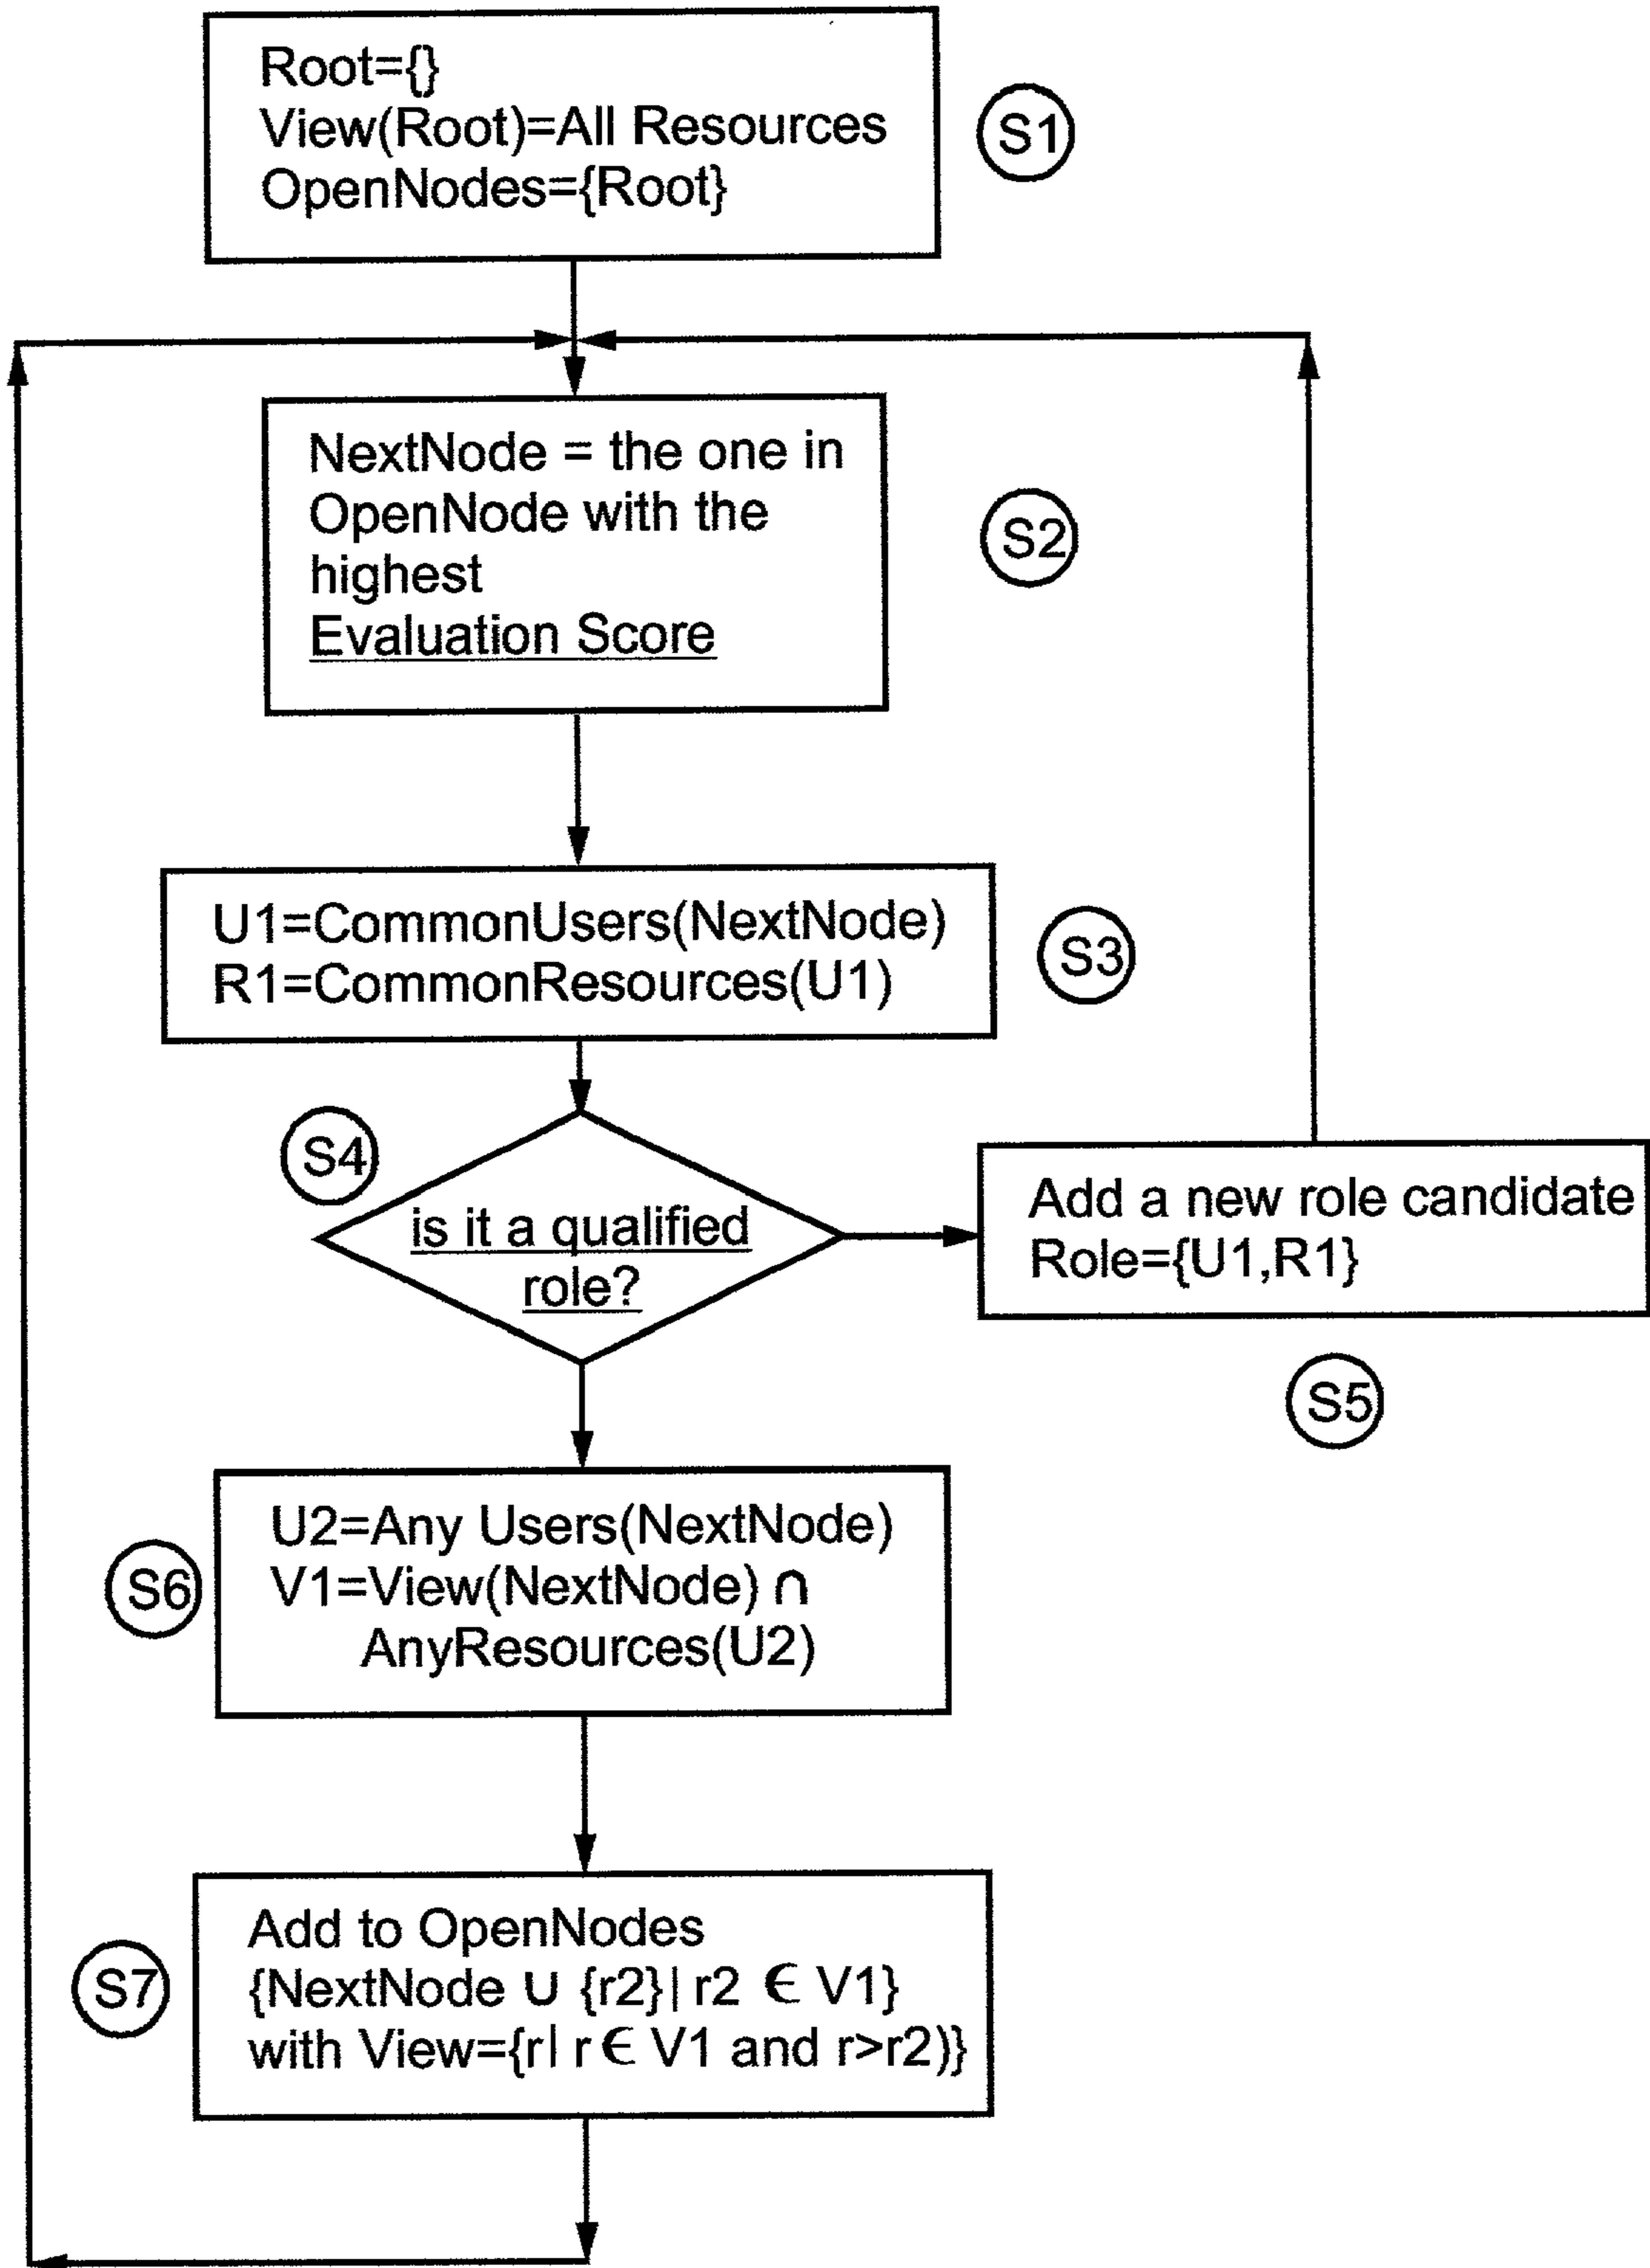 Root={}
View(Root)=All Resources
OpenNodes={Root}
S1
NextNode = the one in
OpenNode with the
highest
Evaluation Score
S2
U1=CommonUsers(NextNode)
R1=CommonResources(U1)
S3
S4
is it a qualified
role?
Add a new role candidate
Role={U1,R1}
S5
U2=Any Users(NextNode)
V1=View(NextNode) ∩
AnyResources(U2)
S6
Add to OpenNodes
{NextNode ∪ {r2}| r2 ∈ V1}
with View={r| r ∈ V1 and r>r2)}
S7